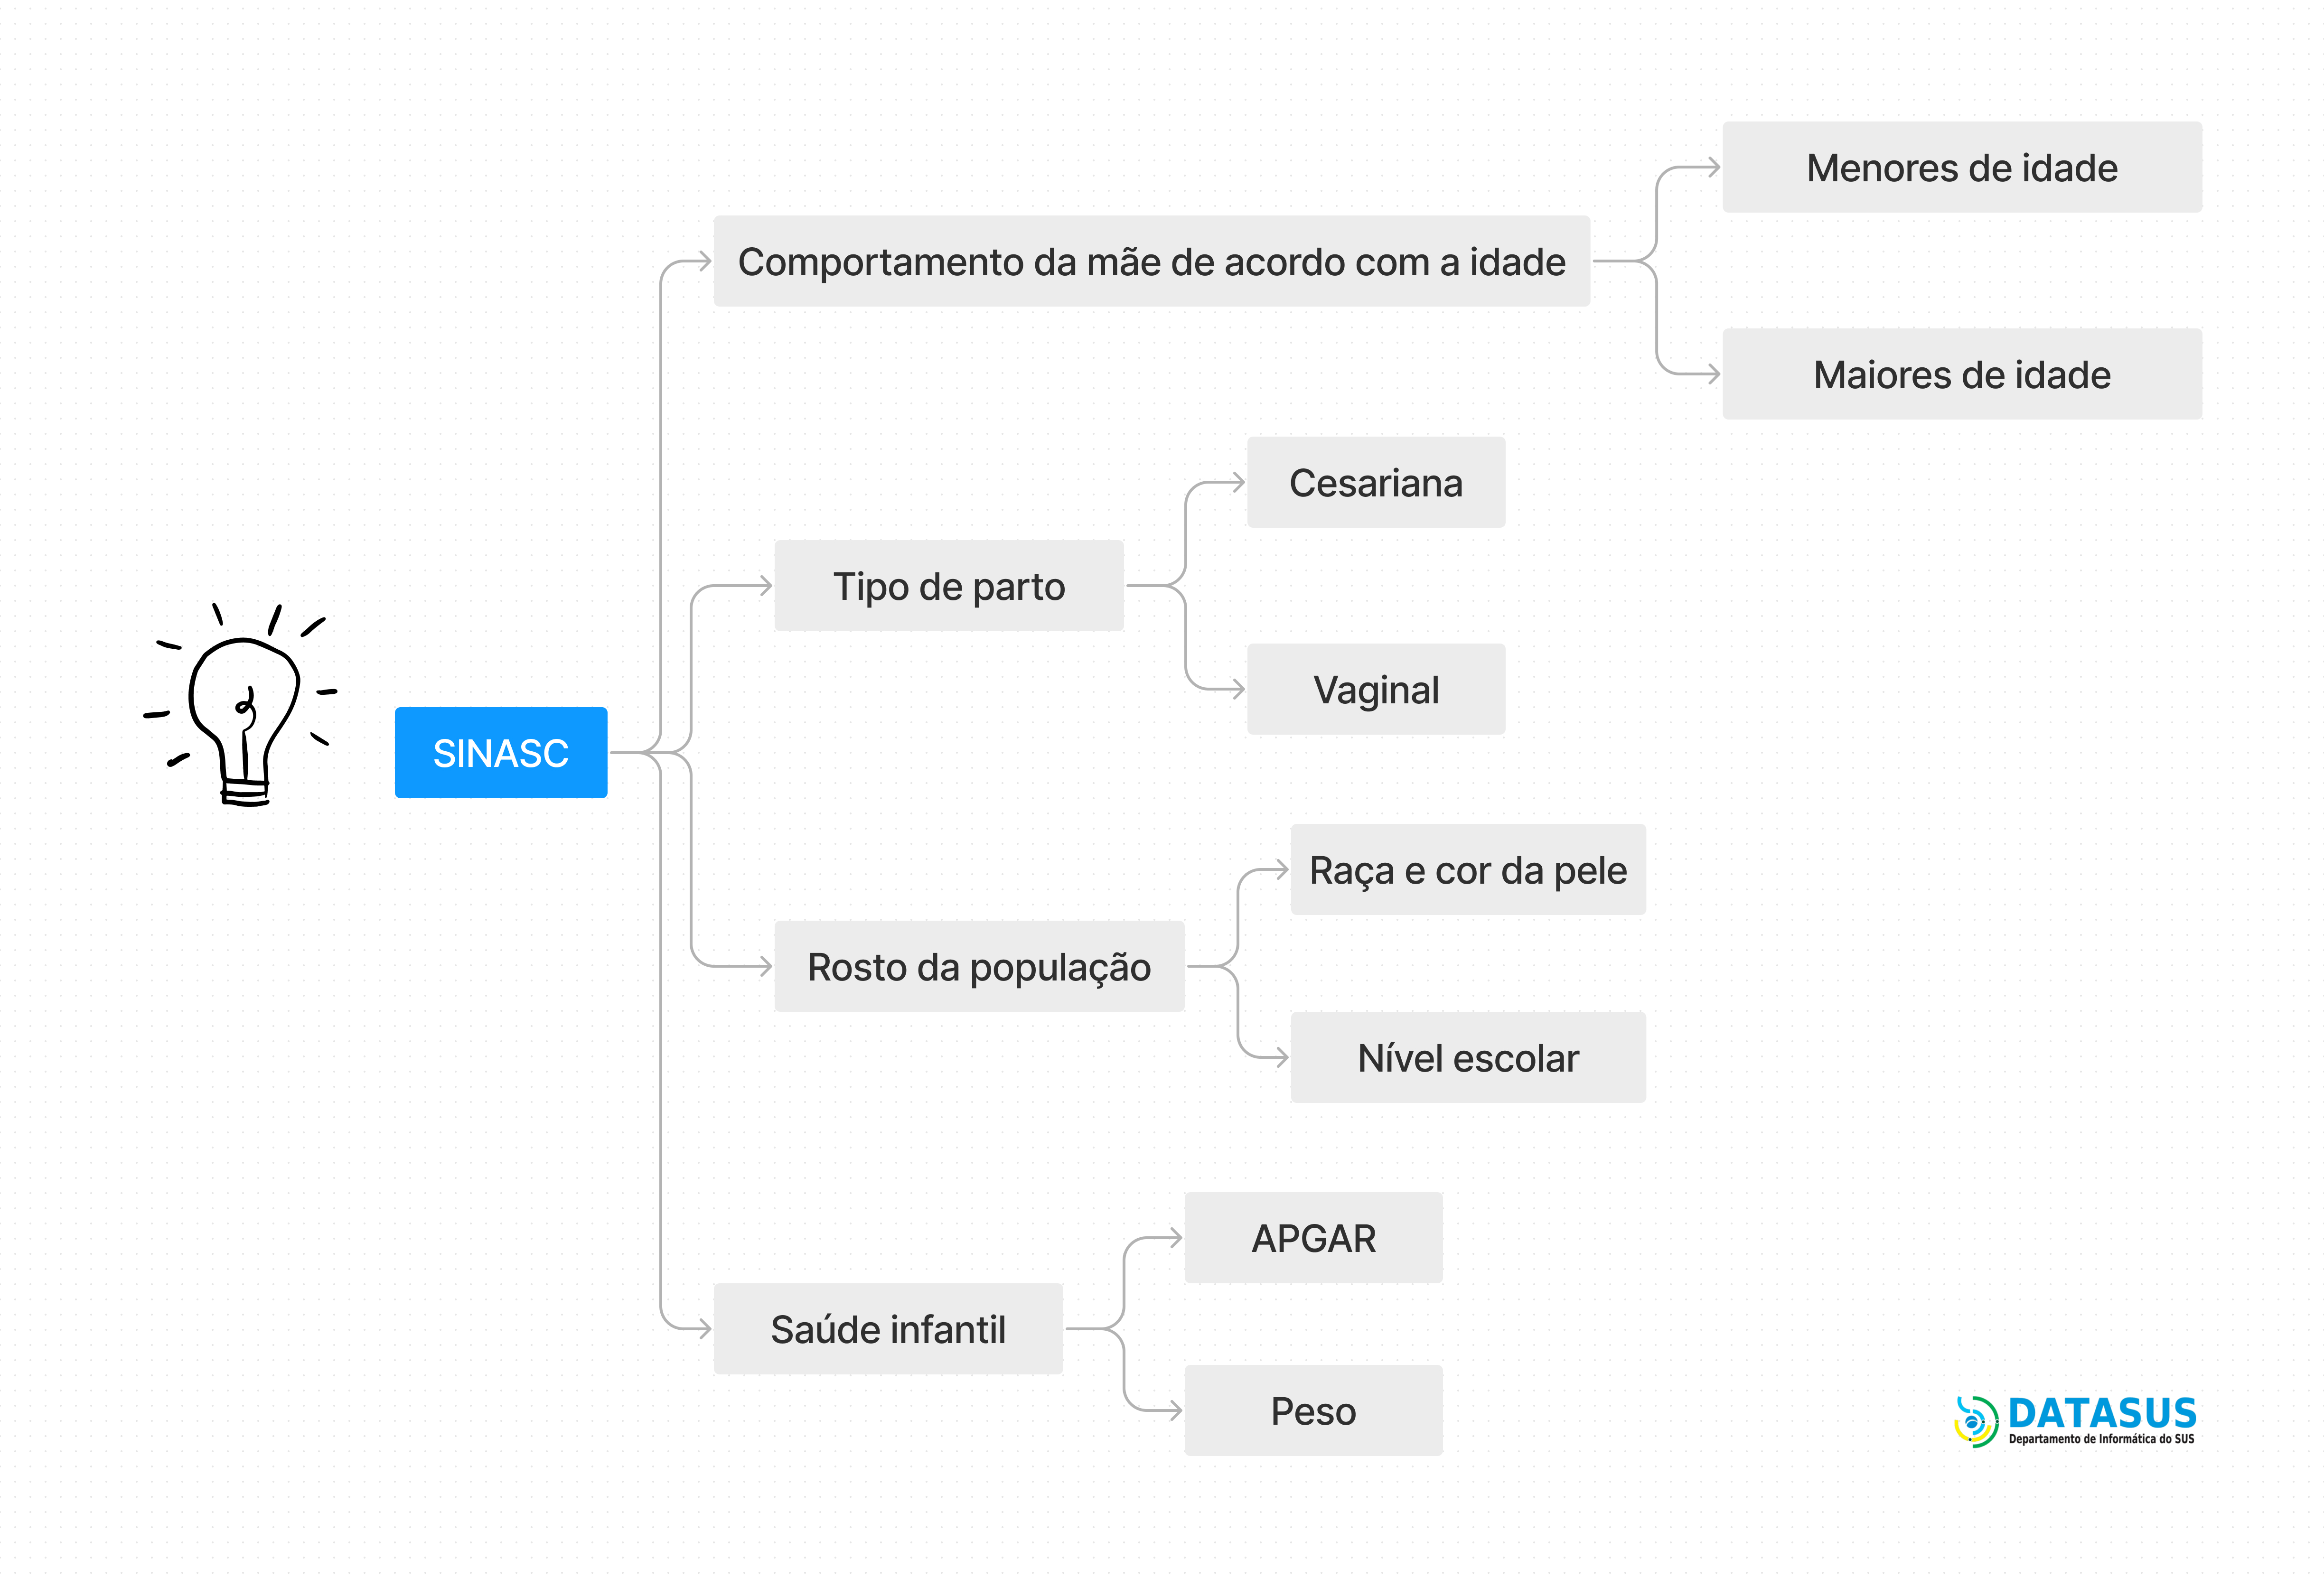 Menores de idade
Comportamento da mãe de acordo com a idade
Maiores de idade
Cesariana
Tipo de parto
Vaginal
SINASC
Raça e cor da pele
Rosto da população
Nível escolar
APGAR
Saúde infantil
Peso
DATASUS
Departamento de Informática do SUS